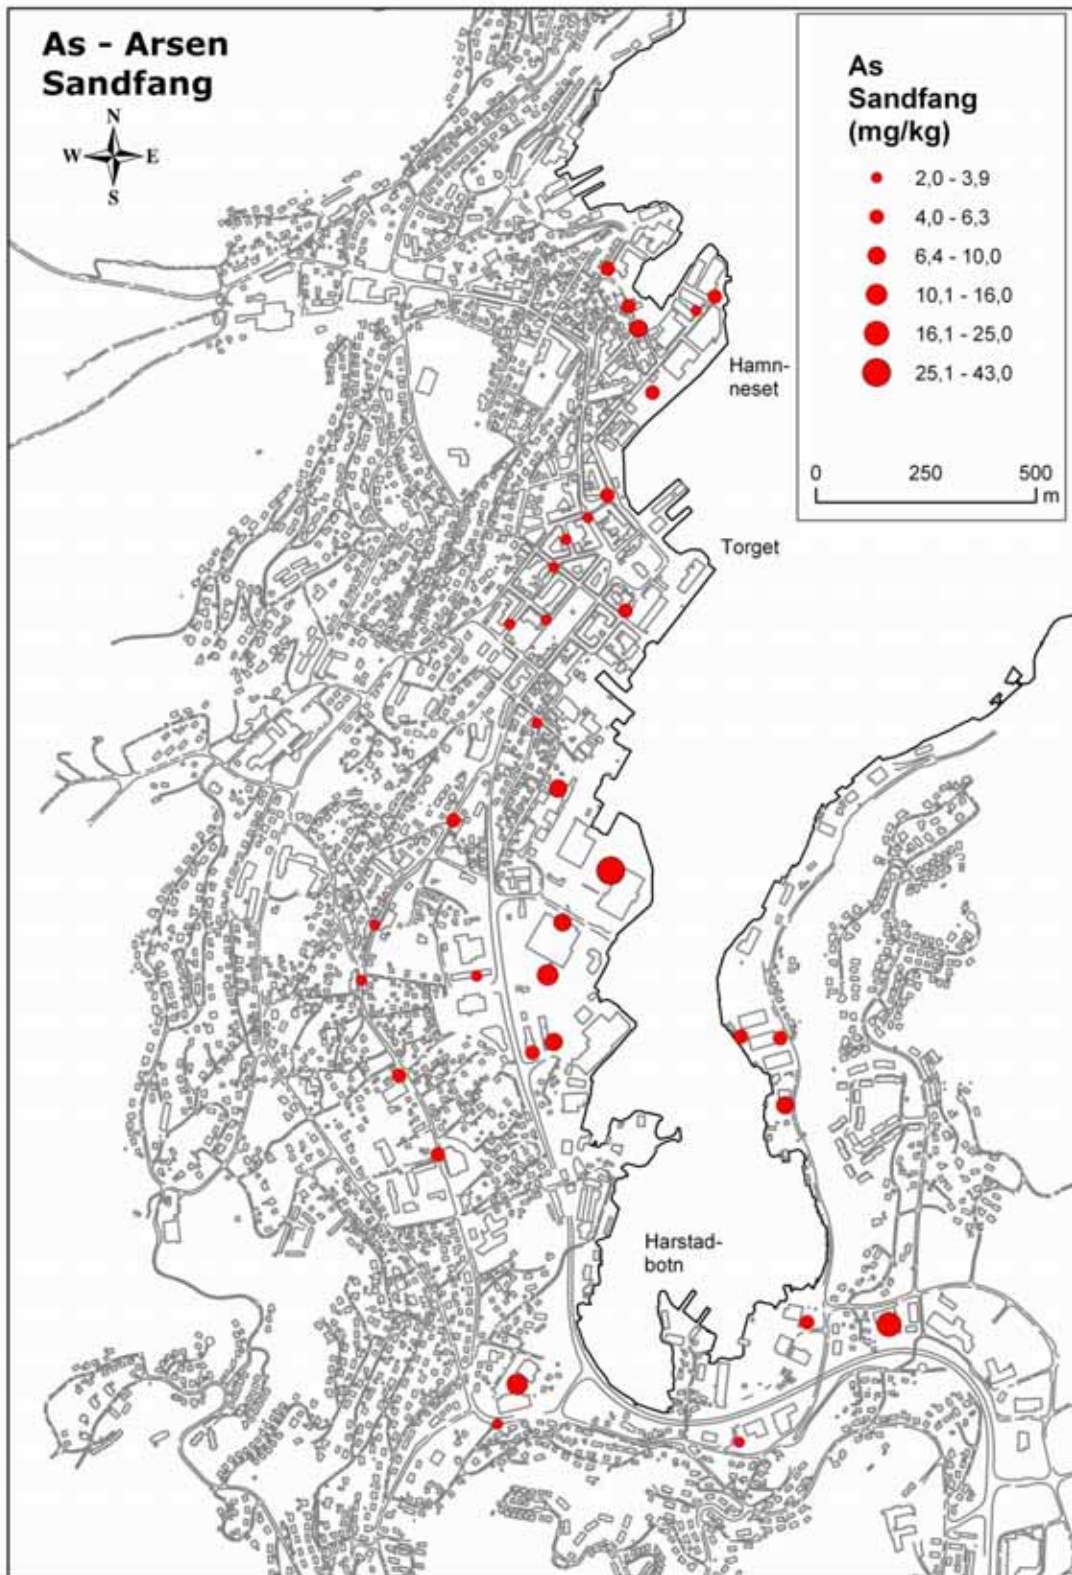 As - Arsen
Sandfang
N
W E
S
As
Sandfang
(mg/kg)
2,0 - 3,9
4,0 - 6,3
6,4 - 10,0
10,1 - 16,0
16,1 - 25,0
25,1 - 43,0
0 250 500
m
Hamn-
neset
Torget
Harstad-
botn